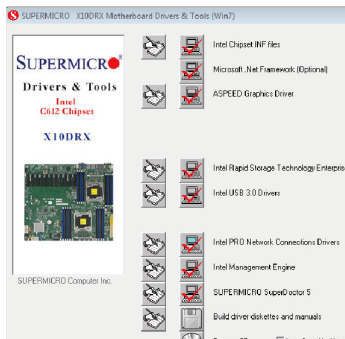 SUPERMICRO X10DRX Motherboard Drivers & Tools (Win7)
SUPERMICRO
Drivers & Tools
Intel
C612 Chipset
X10DRX
SUPERMICRO Computer Inc.
Intel Chipset INF files
Microsoft .Net Framework (Optional)
ASPEED Graphics Driver
Intel Rapid Storage Technology Enterpris
Intel USB 3.0 Drivers
Intel PRO Network Connections Drivers
Intel Management Engine
SUPERMICRO SuperDoctor 5
Build driver diskettes and manuals